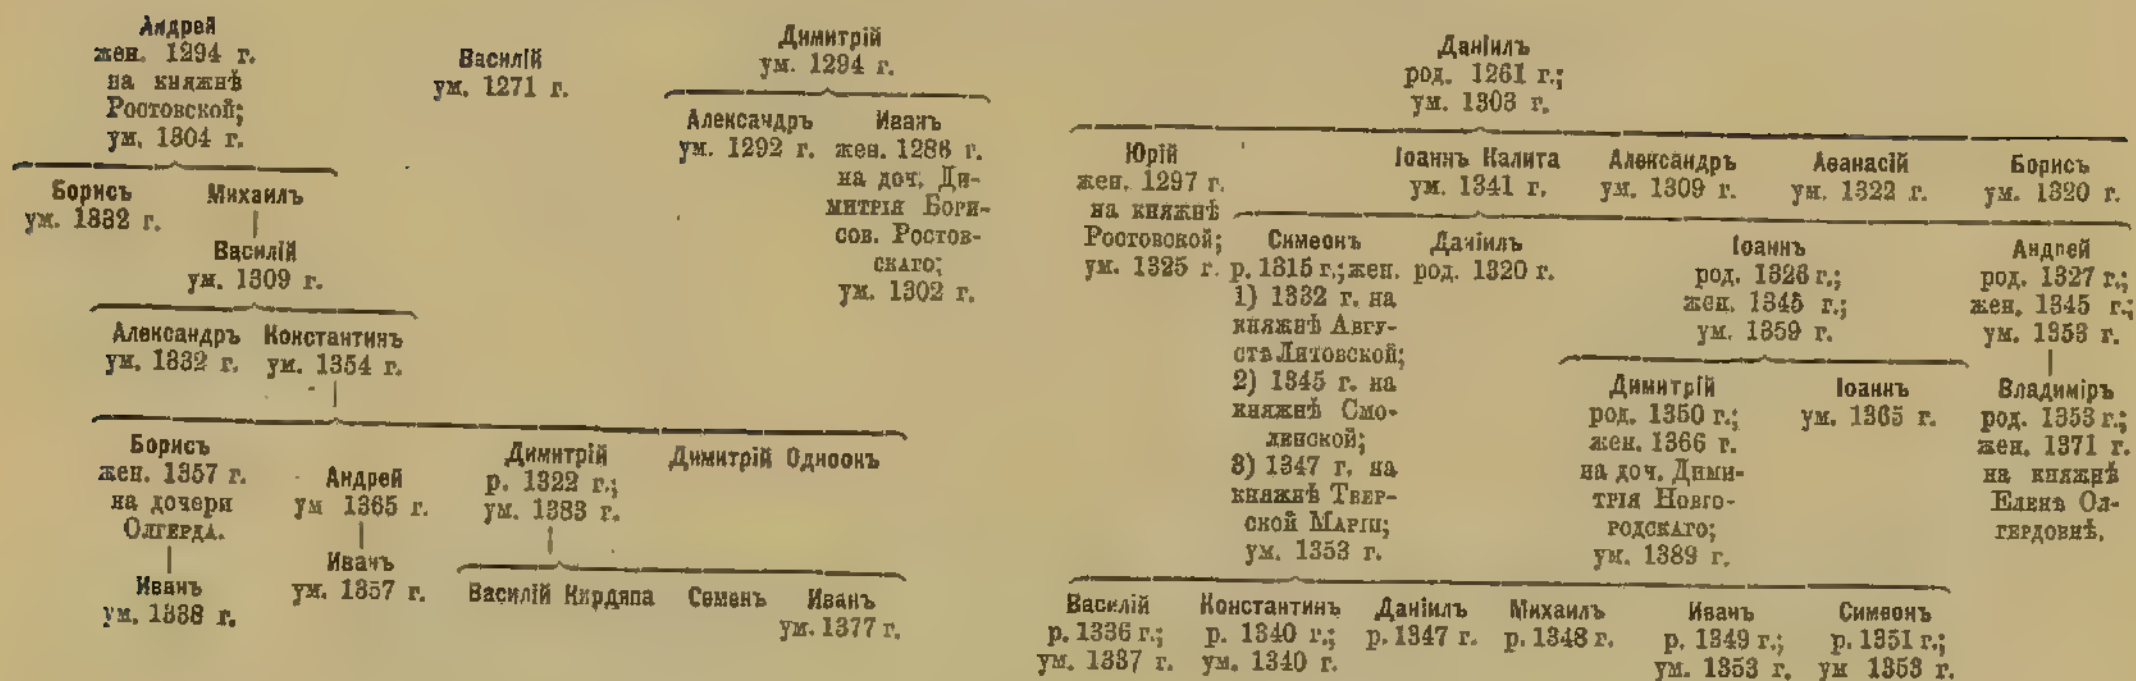 Андрей
жен. 1294 г.
на княжнѣ
Ростовской;
ум. 1304 г.
Василій
ум. 1271 г.
Димитрій
ум. 1294 г.
Даніилъ
род. 1261 г.;
ум. 1303 г.
Борисъ
ум. 1332 г.
Михаилъ
Василій
ум. 1309 г.
Александръ
ум. 1332 г.
Константинъ
ум. 1354 г.
Борисъ
жен. 1357 г.
на дочери
Олгерда.
Иванъ
Андрей
ум 1365 г.
Иванъ
ум. 1357 г.
Димитрій
р. 1322 г.;
ум. 1383 г.
Димитрій Одноокъ
Василій Кирдяпа
Семенъ
Иванъ
ум. 1377 г.
Александръ
ум. 1292 г.
Иванъ
жен. 1286 г.
на доч. Ди-
митрія Бори-
сов. Ростов-
скаго;
ум. 1302 г.
Юрій
жен. 1297 г.
на княжнѣ
Ростовской;
ум. 1325 г.
Іоаннъ Калита
ум. 1341 г.
Александръ
ум. 1309 г.
Аѳанасій
ум. 1322 г.
Борисъ
ум. 1320 г.
Симеонъ
р. 1315 г.; жен.
1) 1332 г. на
княжнѣ Авгу-
стѣ Литовской;
2) 1345 г. на
княжнѣ Смо-
ленской;
3) 1347 г. на
княжнѣ Твер-
ской Маріи;
ум. 1353 г.
Даніилъ
род. 1320 г.
Іоаннъ
род. 1326 г.;
жен. 1345 г.;
ум. 1359 г.
Андрей
род. 1327 г.;
жен. 1345 г.;
ум. 1353 г.
Димитрій
род. 1350 г.;
жен. 1366 г.
на доч. Дими-
трія Новго-
родскаго;
ум. 1389 г.
Іоаннъ
ум. 1365 г.
Владиміръ
род. 1353 г.;
жен. 1371 г.
на княжнѣ
Еленѣ Ол-
гердовнѣ.
Василій
р. 1336 г.;
ум. 1337 г.
Константинъ
р. 1340 г.;
ум. 1340 г.
Даніилъ
р. 1347 г.
Михаилъ
р. 1348 г.
Иванъ
р. 1349 г.;
ум. 1353 г.
Симеонъ
р. 1351 г.;
ум 1353 г.